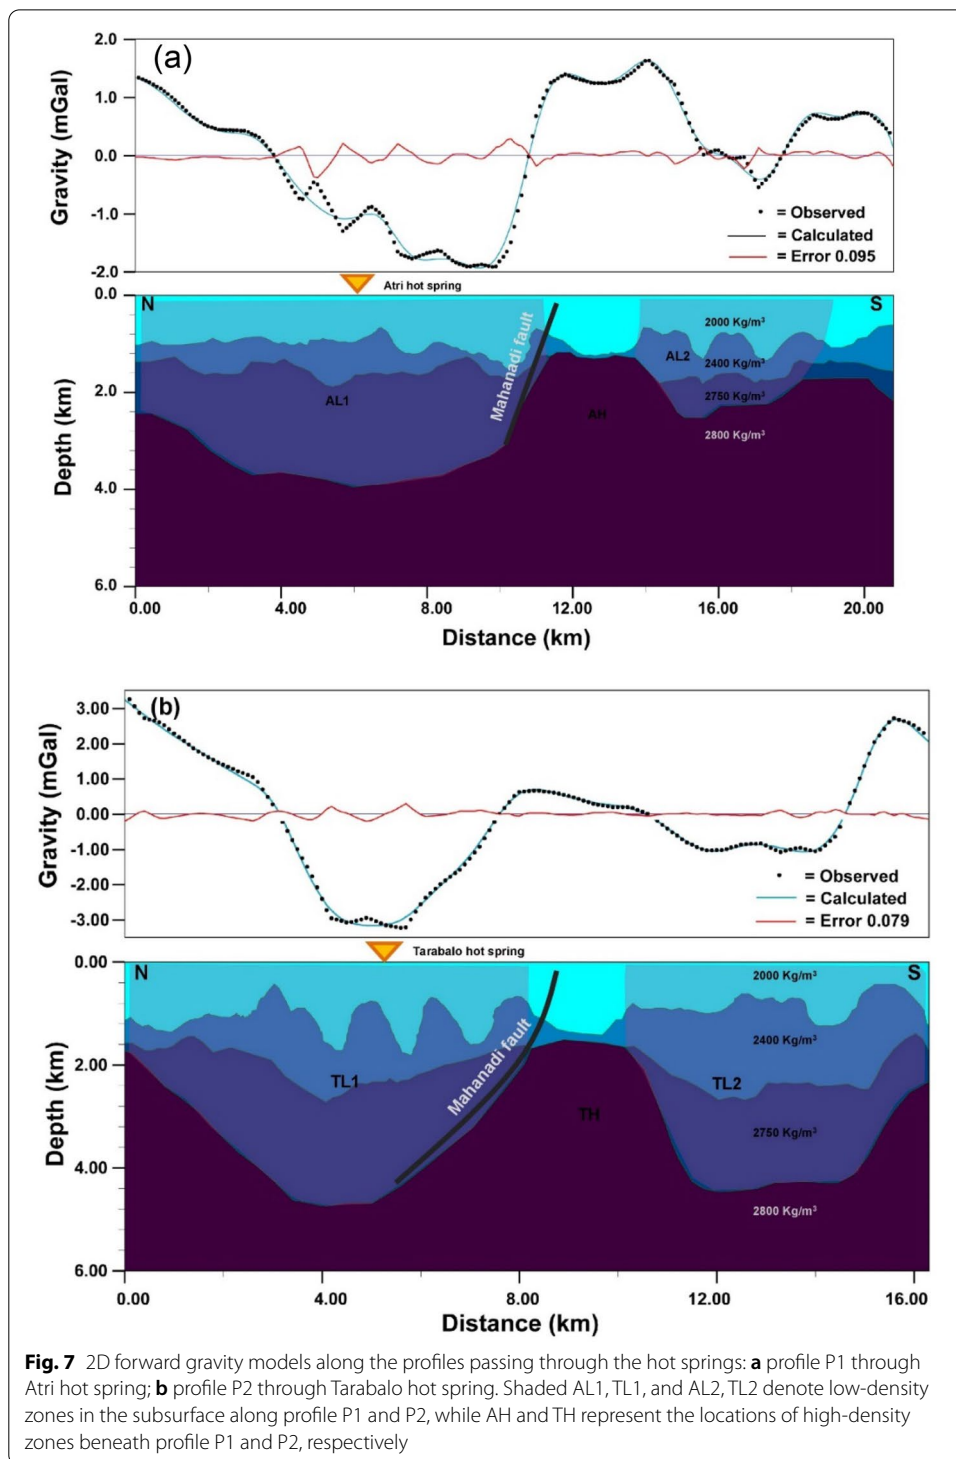 (a)
2.0
1.0
0.0
-1.0
-2.0
Gravity (mGal)
• = Observed
= Calculated
= Error 0.095
Atri hot spring
N
S
0.0
2.0
4.0
6.0
Depth (km)
Mahanadi fault
AL1
AH
AL2
2000 Kg/m³
2400 Kg/m³
2750 Kg/m³
2800 Kg/m³
0.00 4.00 8.00 12.00 16.00 20.00
Distance (km)
(b)
3.00
2.00
1.00
0.00
-1.00
-2.00
-3.00
Gravity (mGal)
• = Observed
= Calculated
= Error 0.079
Tarabalo hot spring
N
S
0.00
2.00
4.00
6.00
Depth (km)
Mahanadi fault
TL1
TH
TL2
2000 Kg/m³
2400 Kg/m³
2750 Kg/m³
2800 Kg/m³
0.00 4.00 8.00 12.00 16.00
Distance (km)
Fig. 7 2D forward gravity models along the profiles passing through the hot springs: a profile P1 through
Atri hot spring; b profile P2 through Tarabalo hot spring. Shaded AL1, TL1, and AL2, TL2 denote low-density
zones in the subsurface along profile P1 and P2, while AH and TH represent the locations of high-density
zones beneath profile P1 and P2, respectively